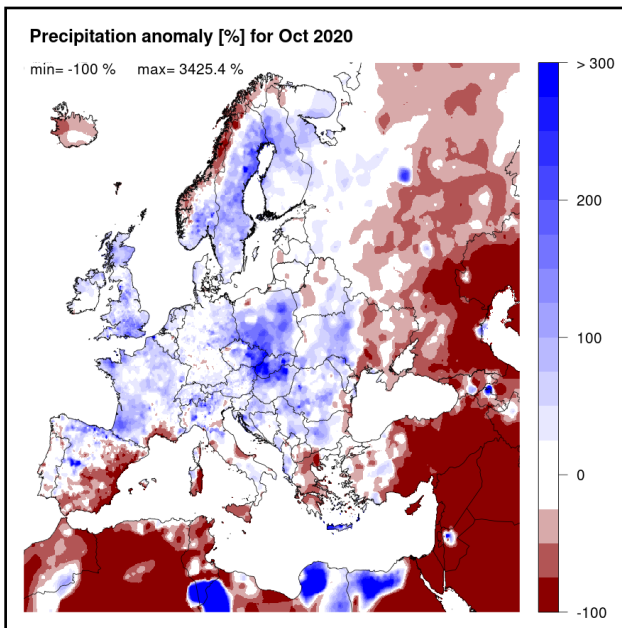 Precipitation anomaly [%] for Oct 2020
min= -100 % max= 3425.4 %
> 300
200
100
0
-100